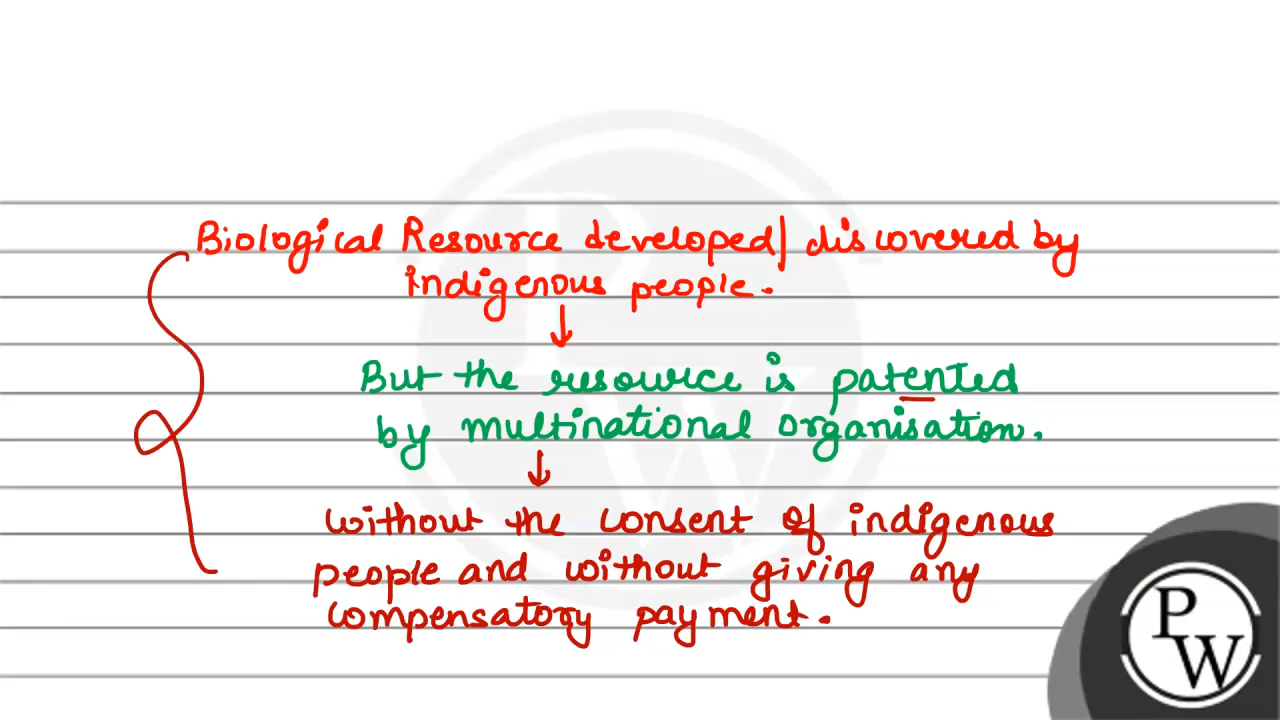 Biological Resource developed/discovered by
indigenous people.
↓
But the resource is patented
by multinational organisation.
↓
without the consent of indigenous
people and without giving any
compensatory payment.
PW
PW